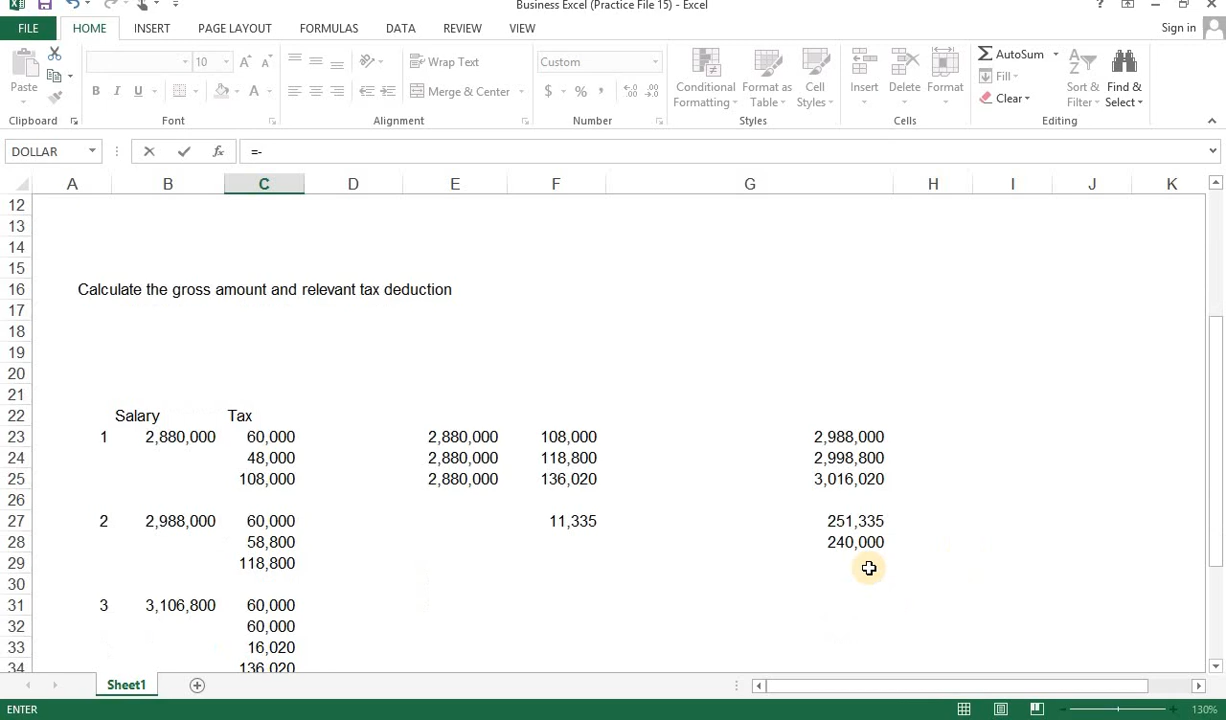 Business Excel (Practice File 15) - Excel
FILE HOME INSERT PAGE LAYOUT FORMULAS DATA REVIEW VIEW Sign in
Paste Clipboard
10 B I U Font
Wrap Text Merge & Center Alignment
Custom $ % , Number
Conditional Formatting Format as Table Cell Styles Styles
Insert Delete Format Cells
AutoSum Fill Clear Sort & Filter Find & Select Editing
DOLLAR fx =-
A B C D E F G H I J K
12
13
14
15
16 Calculate the gross amount and relevant tax deduction
17
18
19
20
21
22 Salary Tax
23 1 2,880,000 60,000 2,880,000 108,000 2,988,000
24 48,000 2,880,000 118,800 2,998,800
25 108,000 2,880,000 136,020 3,016,020
26
27 2 2,988,000 60,000 11,335 251,335
28 58,800 240,000
29 118,800
30
31 3 3,106,800 60,000
32 60,000
33 16,020
34 136,020
Sheet1
ENTER 130%